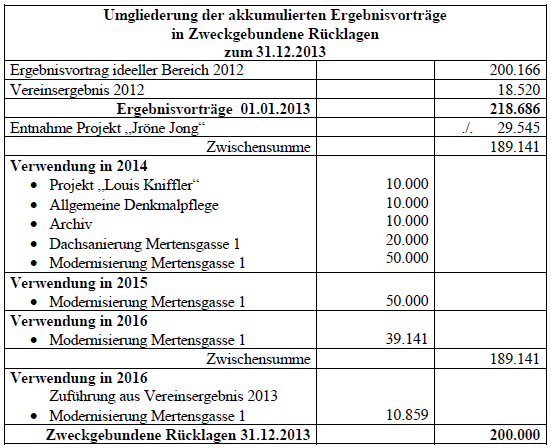 Umgliederung der akkumulierten Ergebnisvorträge
in Zweckgebundene Rücklagen
zum 31.12.2013
Ergebnisvortrag ideeller Bereich 2012 200.166
Vereinsergebnis 2012 18.520
Ergebnisvorträge 01.01.2013 218.686
Entnahme Projekt „Jröne Jong“ ./. 29.545
Zwischensumme 189.141
Verwendung in 2014
• Projekt „Louis Kniffler“ 10.000
• Allgemeine Denkmalpflege 10.000
• Archiv 10.000
• Dachsanierung Mertensgasse 1 20.000
• Modernisierung Mertensgasse 1 50.000
Verwendung in 2015
• Modernisierung Mertensgasse 1 50.000
Verwendung in 2016
• Modernisierung Mertensgasse 1 39.141
Zwischensumme 189.141
Verwendung in 2016
Zuführung aus Vereinsergebnis 2013
• Modernisierung Mertensgasse 1 10.859
Zweckgebundene Rücklagen 31.12.2013 200.000